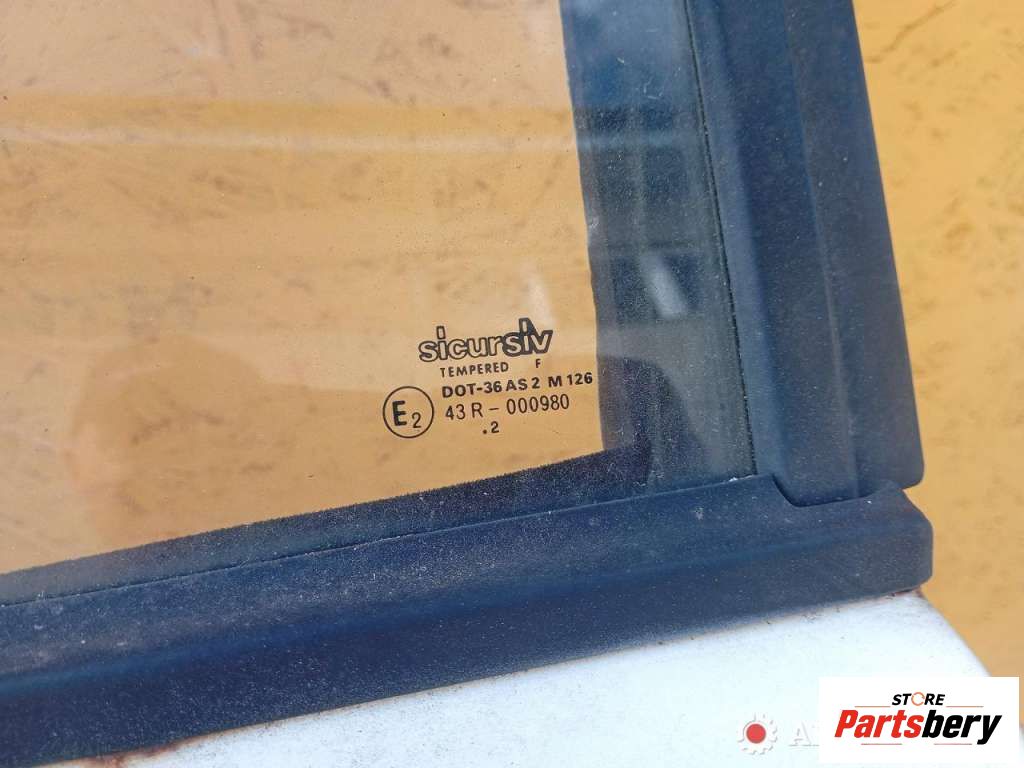 sicursiv
TEMPERED F
DOT-36 AS 2 M 126
E2 43 R - 000980
.2
STORE
Partsbery